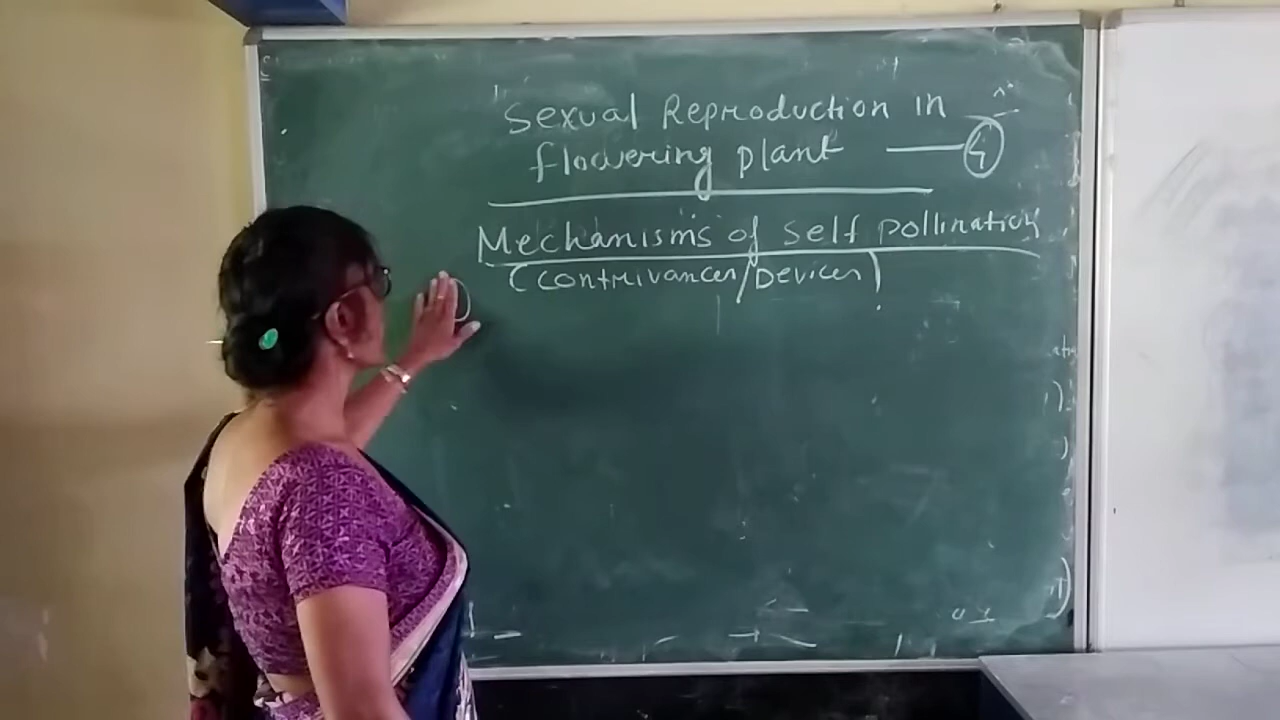 Sexual Reproduction in
flowering plant — 4
Mechanisms of self pollination
(Contrivances/Devices)